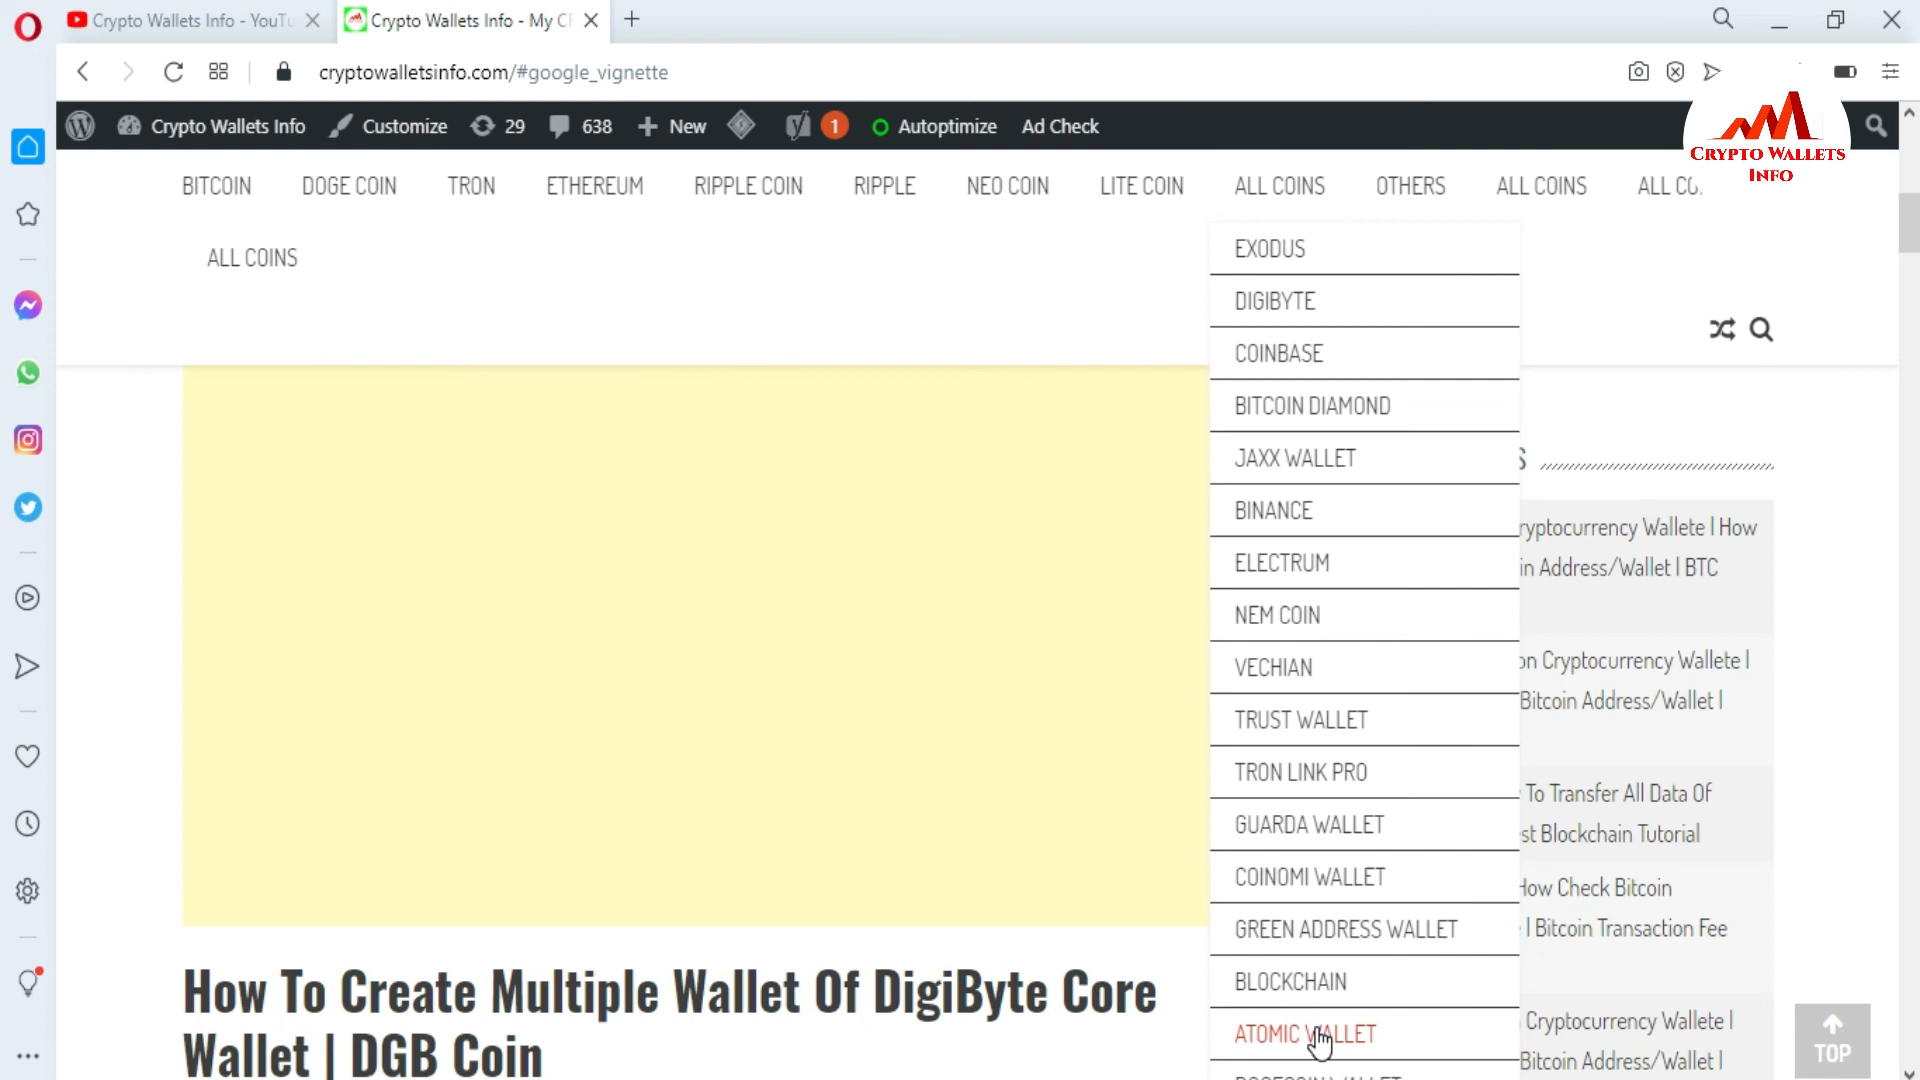 Crypto Wallets Info - YouTu
Crypto Wallets Info - My Cr
cryptowalletsinfo.com/#google_vignette
Crypto Wallets Info
Customize
29
638
New
1
Autoptimize
Ad Check
CRYPTO WALLETS
INFO
BITCOIN
DOGE COIN
TRON
ETHEREUM
RIPPLE COIN
RIPPLE
NEO COIN
LITE COIN
ALL COINS
OTHERS
ALL COINS
ALL CO
ALL COINS
EXODUS
DIGIBYTE
COINBASE
BITCOIN DIAMOND
JAXX WALLET
BINANCE
ELECTRUM
NEM COIN
VECHIAN
TRUST WALLET
TRON LINK PRO
GUARDA WALLET
COINOMI WALLET
GREEN ADDRESS WALLET
BLOCKCHAIN
ATOMIC WALLET
S
ryptocurrency Wallete | How
in Address/Wallet | BTC
on Cryptocurrency Wallete |
Bitcoin Address/Wallet |
To Transfer All Data Of
st Blockchain Tutorial
How Check Bitcoin
| Bitcoin Transaction Fee
Cryptocurrency Wallete |
Bitcoin Address/Wallet |
How To Create Multiple Wallet Of DigiByte Core
Wallet | DGB Coin
TOP